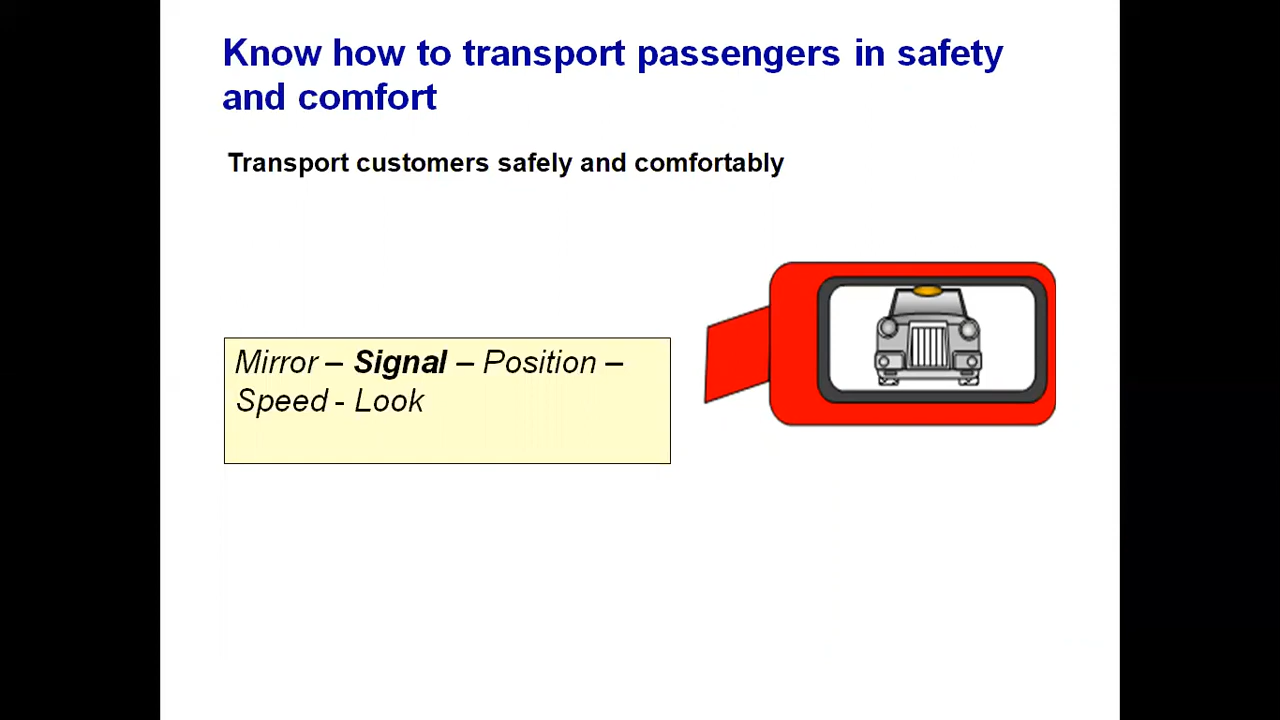 Know how to transport passengers in safety
and comfort
Transport customers safely and comfortably
Mirror – Signal – Position –
Speed - Look